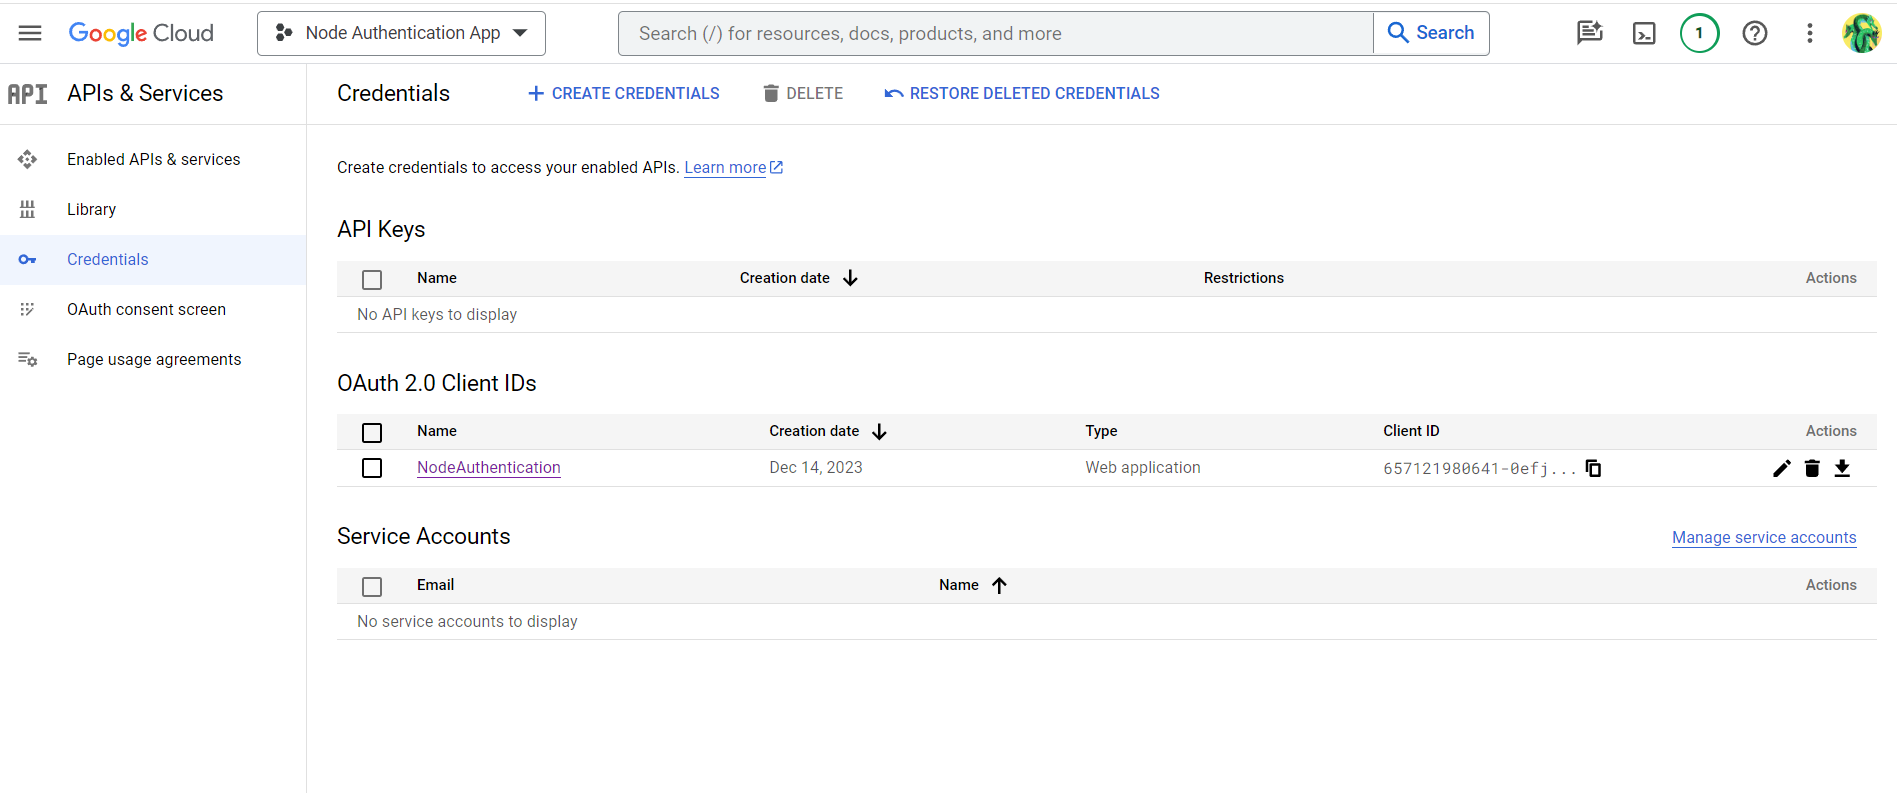 Google Cloud
Node Authentication App
Search (/) for resources, docs, products, and more
Search
1
API
APIs & Services
Credentials
CREATE CREDENTIALS
DELETE
RESTORE DELETED CREDENTIALS
Enabled APIs & services
Library
Credentials
OAuth consent screen
Page usage agreements
Create credentials to access your enabled APIs. Learn more
API Keys
Name Creation date Restrictions Actions
No API keys to display
OAuth 2.0 Client IDs
Name Creation date Type Client ID Actions
NodeAuthentication Dec 14, 2023 Web application 657121980641-0efj...
Service Accounts
Manage service accounts
Email Name Actions
No service accounts to display